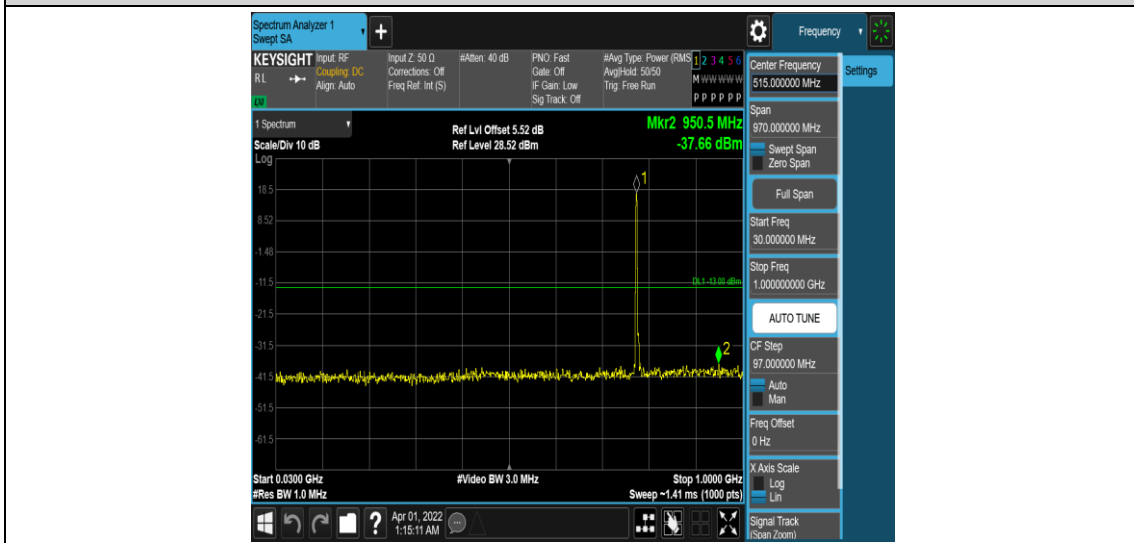 Spectrum Analyzer 1
Swept SA
+
Frequency
KEYSIGHT
RL
LXI
Input: RF
Coupling: DC
Align: Auto
Input Z: 50 Ω
Corrections: Off
Freq Ref: Int (S)
#Atten: 40 dB
PNO: Fast
Gate: Off
IF Gain: Low
Sig Track: Off
#Avg Type: Power (RMS
Avg|Hold: 50/50
Trig: Free Run
1 2 3 4 5 6
M W W W W W
P P P P P P
1 Spectrum
Scale/Div 10 dB
Log
Ref Lvl Offset 5.52 dB
Ref Level 28.52 dBm
Mkr2 950.5 MHz
-37.66 dBm
1
18.5
8.52
-1.48
-11.5
DL1 -13.00 dBm
-21.5
-31.5
2
-41.5
-51.5
-61.5
Start 0.0300 GHz
#Res BW 1.0 MHz
#Video BW 3.0 MHz
Stop 1.0000 GHz
Sweep ~1.41 ms (1000 pts)
?
Apr 01, 2022
1:15:11 AM
Center Frequency
515.000000 MHz
Settings
Span
970.000000 MHz
Swept Span
Zero Span
Full Span
Start Freq
30.000000 MHz
Stop Freq
1.000000000 GHz
AUTO TUNE
CF Step
97.000000 MHz
Auto
Man
Freq Offset
0 Hz
X Axis Scale
Log
Lin
Signal Track
(Span Zoom)